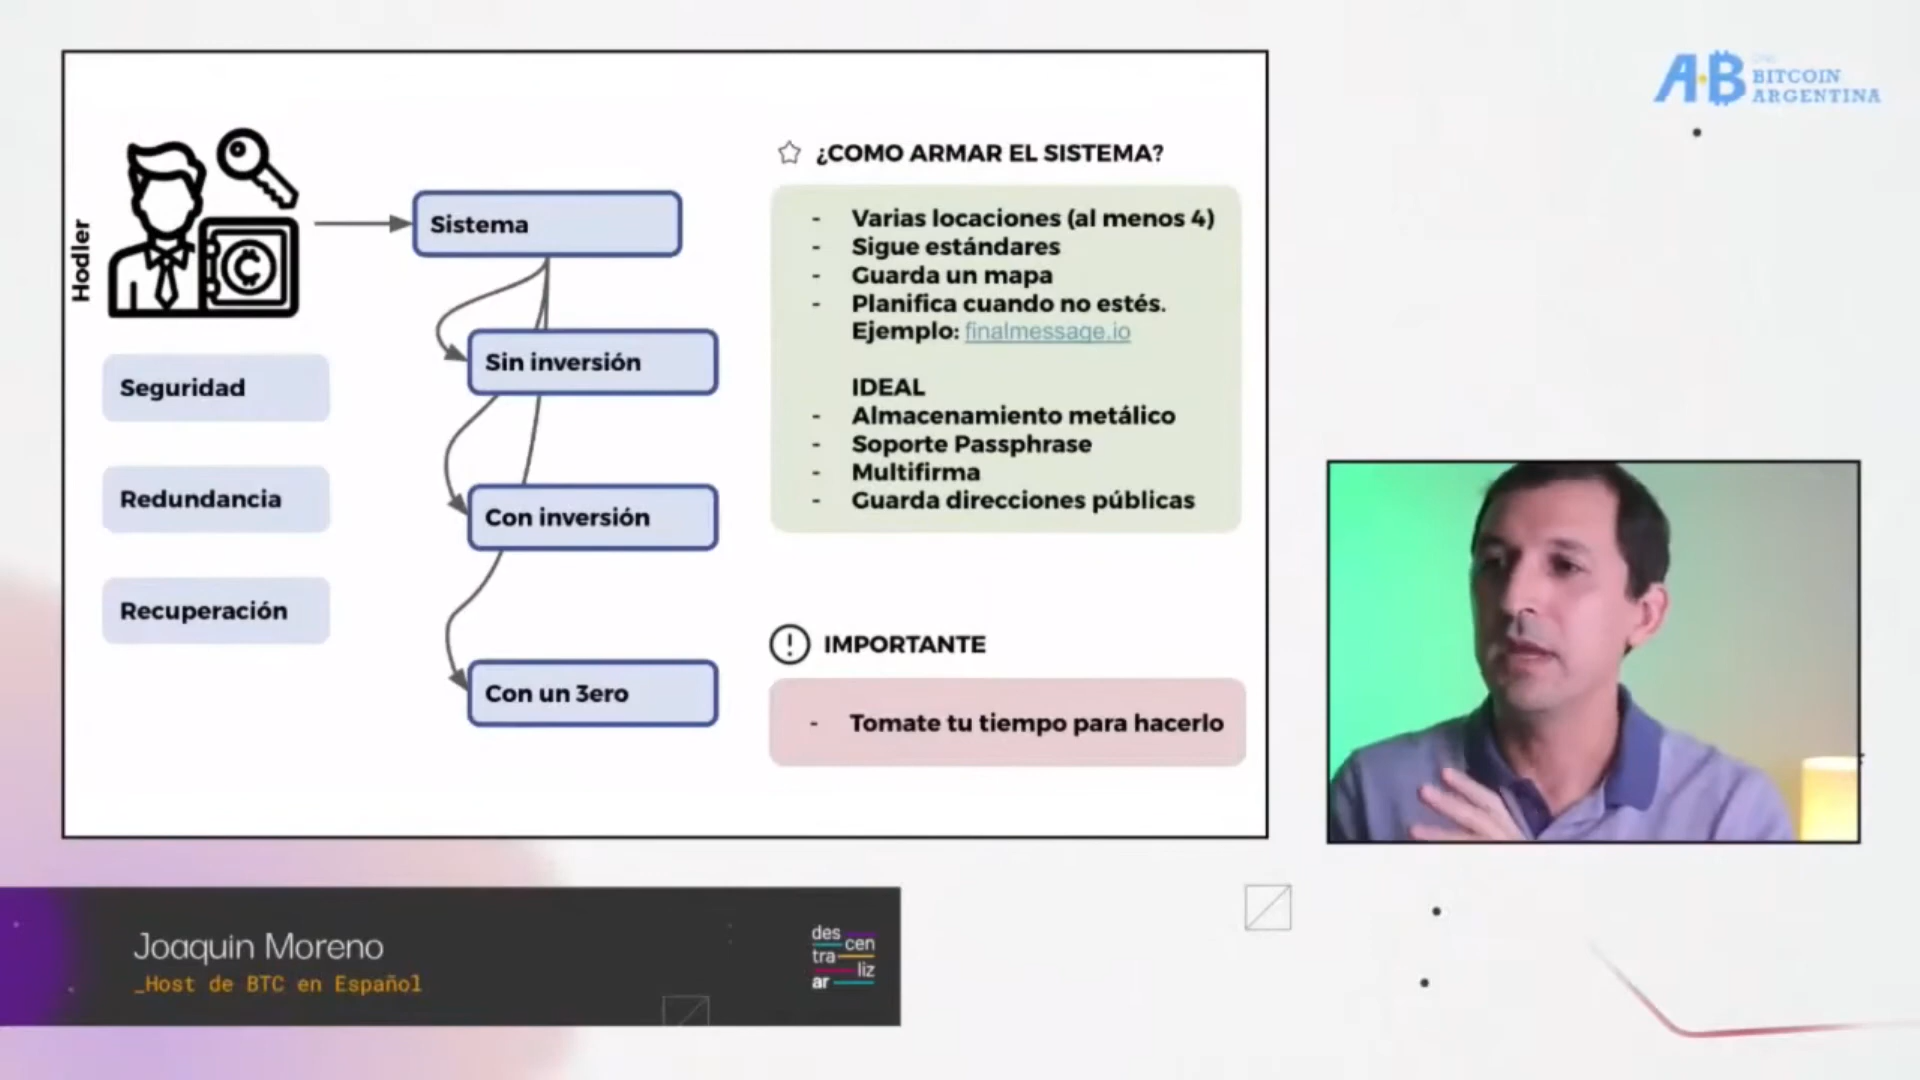 Hodler
Seguridad
Redundancia
Recuperación
Sistema
Sin inversión
Con inversión
Con un 3ero
¿COMO ARMAR EL SISTEMA?
- Varias locaciones (al menos 4)
- Sigue estándares
- Guarda un mapa
- Planifica cuando no estés.
Ejemplo: finalmessage.io
IDEAL
- Almacenamiento metálico
- Soporte Passphrase
- Multifirma
- Guarda direcciones públicas
IMPORTANTE
- Tomate tu tiempo para hacerlo
BITCOIN
ARGENTINA
Joaquin Moreno
_Host de BTC en Español
des
cen
tra
liz
ar